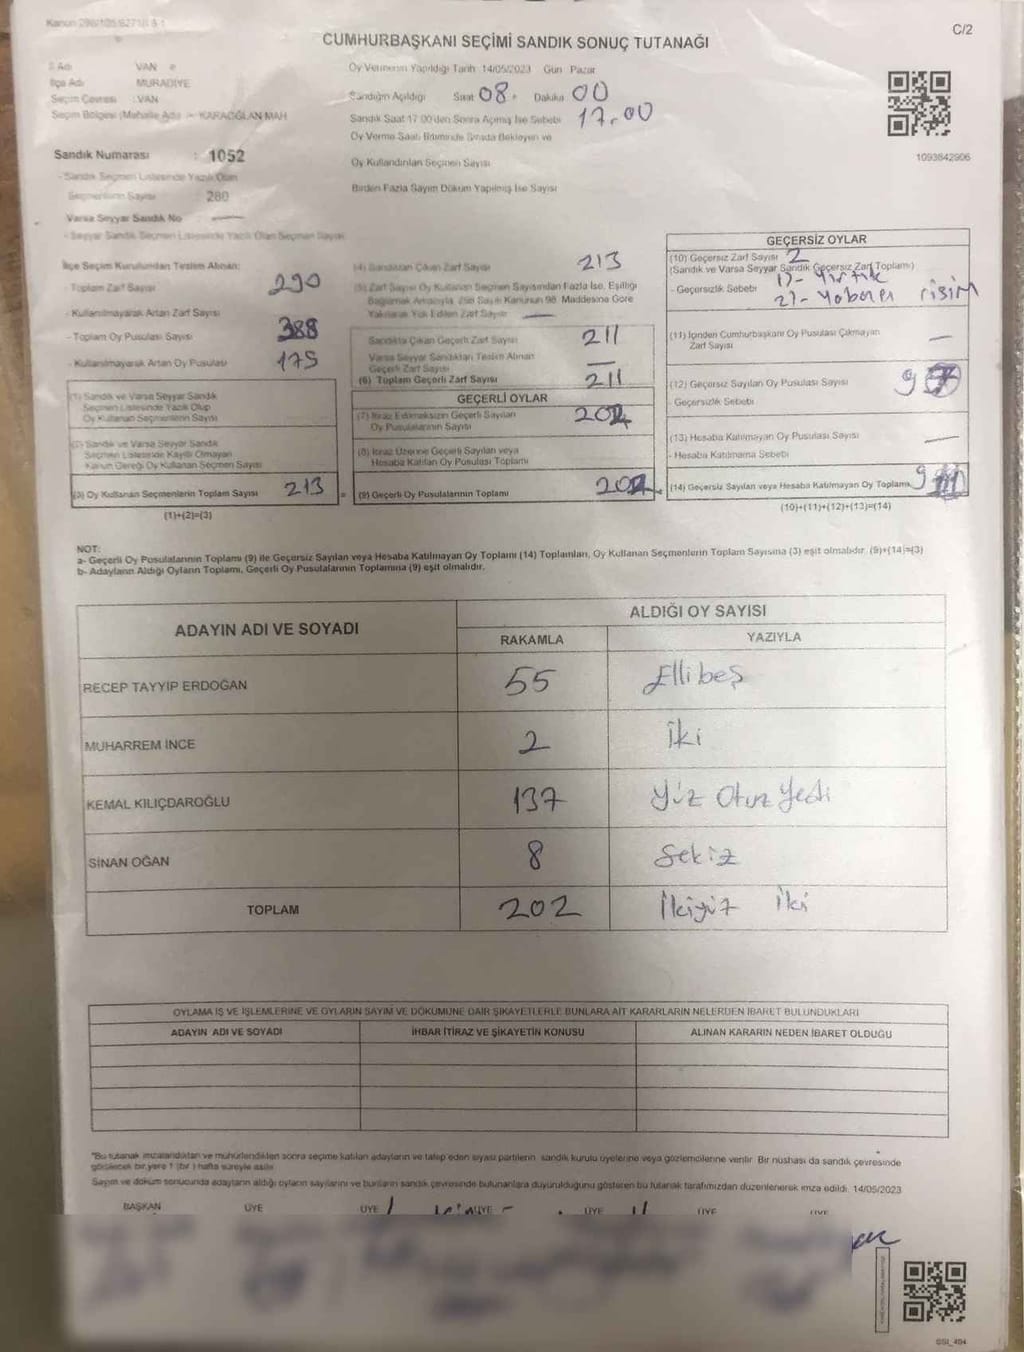 C/2
CUMHURBAŞKANI SEÇİMİ SANDIK SONUÇ TUTANAĞI
İl Adı VAN
İlçe Adı MURADİYE
Seçim Çevresi : VAN
Seçim Bölgesi (Mahalle Adı) KARAOĞLAN MAH
Sandık Numarası : 1052
- Sandık Seçmen Listesinde Yazılı Olan
Seçmenlerin Sayısı : 280
Varsa Seyyar Sandık No
- Seyyar Sandık Seçmen Listesinde Yazılı Olan Seçmen Sayısı
Oy Vermenin Yapıldığı Tarih 14/05/2023 Gün Pazar
Sandığın Açıldığı Saat 08 Dakika 00
Sandık Saat 17.00'den Sonra Açılmış İse Sebebi 17.00
Oy Verme Saati Bitiminde Sırada Bekleyen ve
Oy Kullandırılan Seçmen Sayısı
Birden Fazla Sayım Döküm Yapılmış İse Sayısı
1093842906
İlçe Seçim Kurulundan Teslim Alınan:
- Toplam Zarf Sayısı 290
- Kullanılmayarak Artan Zarf Sayısı
- Toplam Oy Pusulası Sayısı 388
- Kullanılmayarak Artan Oy Pusulası 175
(1) Sandık ve Varsa Seyyar Sandık
Seçmen Listesinde Yazılı Olup
Oy Kullanan Seçmenlerin Sayısı
(2) Sandık ve Varsa Seyyar Sandık
Seçmen Listesinde Kayıtlı Olmayan
Kanun Gereği Oy Kullanan Seçmen Sayısı
(3) Oy Kullanan Seçmenlerin Toplam Sayısı 213
(1)+(2)=(3)
(4) Sandıktan Çıkan Zarf Sayısı 213
(5) Zarf Sayısı Oy Kullanan Seçmen Sayısından Fazla İse, Eşitliği
Sağlamak Amacıyla 298 Sayılı Kanunun 98. Maddesine Göre
Yakılarak Yok Edilen Zarf Sayısı
Sandıkta Çıkan Geçerli Zarf Sayısı 211
Varsa Seyyar Sandıktan Teslim Alınan
Geçerli Zarf Sayısı
(6) Toplam Geçerli Zarf Sayısı 211
GEÇERLİ OYLAR
(7) İtiraz Edilmeksizin Geçerli Sayılan
Oy Pusulalarının Sayısı 202
(8) İtiraz Üzerine Geçerli Sayılan veya
Hesaba Katılan Oy Pusulası Toplamı
(9) Geçerli Oy Pusulalarının Toplamı 202
GEÇERSİZ OYLAR
(10) Geçersiz Zarf Sayısı 2
(Sandık ve Varsa Seyyar Sandık Geçersiz Zarf Toplamı)
- Geçersizlik Sebebi 1)- Yırtık
2)- Yabancı cisim
(11) İçinden Cumhurbaşkanı Oy Pusulası Çıkmayan
Zarf Sayısı
(12) Geçersiz Sayılan Oy Pusulası Sayısı 9
- Geçersizlik Sebebi
(13) Hesaba Katılmayan Oy Pusulası Sayısı
- Hesaba Katılmama Sebebi
(14) Geçersiz Sayılan veya Hesaba Katılmayan Oy Toplamı 9
(10)+(11)+(12)+(13)=(14)
NOT:
a- Geçerli Oy Pusulalarının Toplamı (9) ile Geçersiz Sayılan veya Hesaba Katılmayan Oy Toplamı (14) Toplamları, Oy Kullanan Seçmenlerin Toplam Sayısına (3) eşit olmalıdır. (9)+(14)=(3)
b- Adayların Aldığı Oyların Toplamı, Geçerli Oy Pusulalarının Toplamına (9) eşit olmalıdır.
ADAYIN ADI VE SOYADI
ALDIĞI OY SAYISI
RAKAMLA YAZIYLA
RECEP TAYYİP ERDOĞAN 55 Ellibeş
MUHARREM İNCE 2 İki
KEMAL KILIÇDAROĞLU 137 Yüz Otuz Yedi
SİNAN OĞAN 8 Sekiz
TOPLAM 202 İkiyüz İki
OYLAMA İŞ VE İŞLEMLERİNE VE OYLARIN SAYIM VE DÖKÜMÜNE DAİR ŞİKAYETLERLE BUNLARA AİT KARARLARIN NELERDEN İBARET BULUNDUKLARI
ADAYIN ADI VE SOYADI İHBAR İTİRAZ VE ŞİKAYETİN KONUSU ALINAN KARARIN NEDEN İBARET OLDUĞU
"Bu tutanak imzalandıktan ve mühürlendikten sonra seçime katılan adayların ve talep eden siyasi partilerin sandık kurulu üyelerine veya gözlemcilerine verilir. Bir nüshası da sandık çevresinde
görülecek bir yere 1 (bir) hafta süreyle asılır.
Sayım ve döküm sonucunda adayların aldığı oyların sayılarını ve bunların sandık çevresinde bulunanlara duyurulduğunu gösteren bu tutanak tarafımızdan düzenlenerek imza edildi. 14/05/2023
BAŞKAN ÜYE ÜYE ÜYE ÜYE ÜYE ÜYE